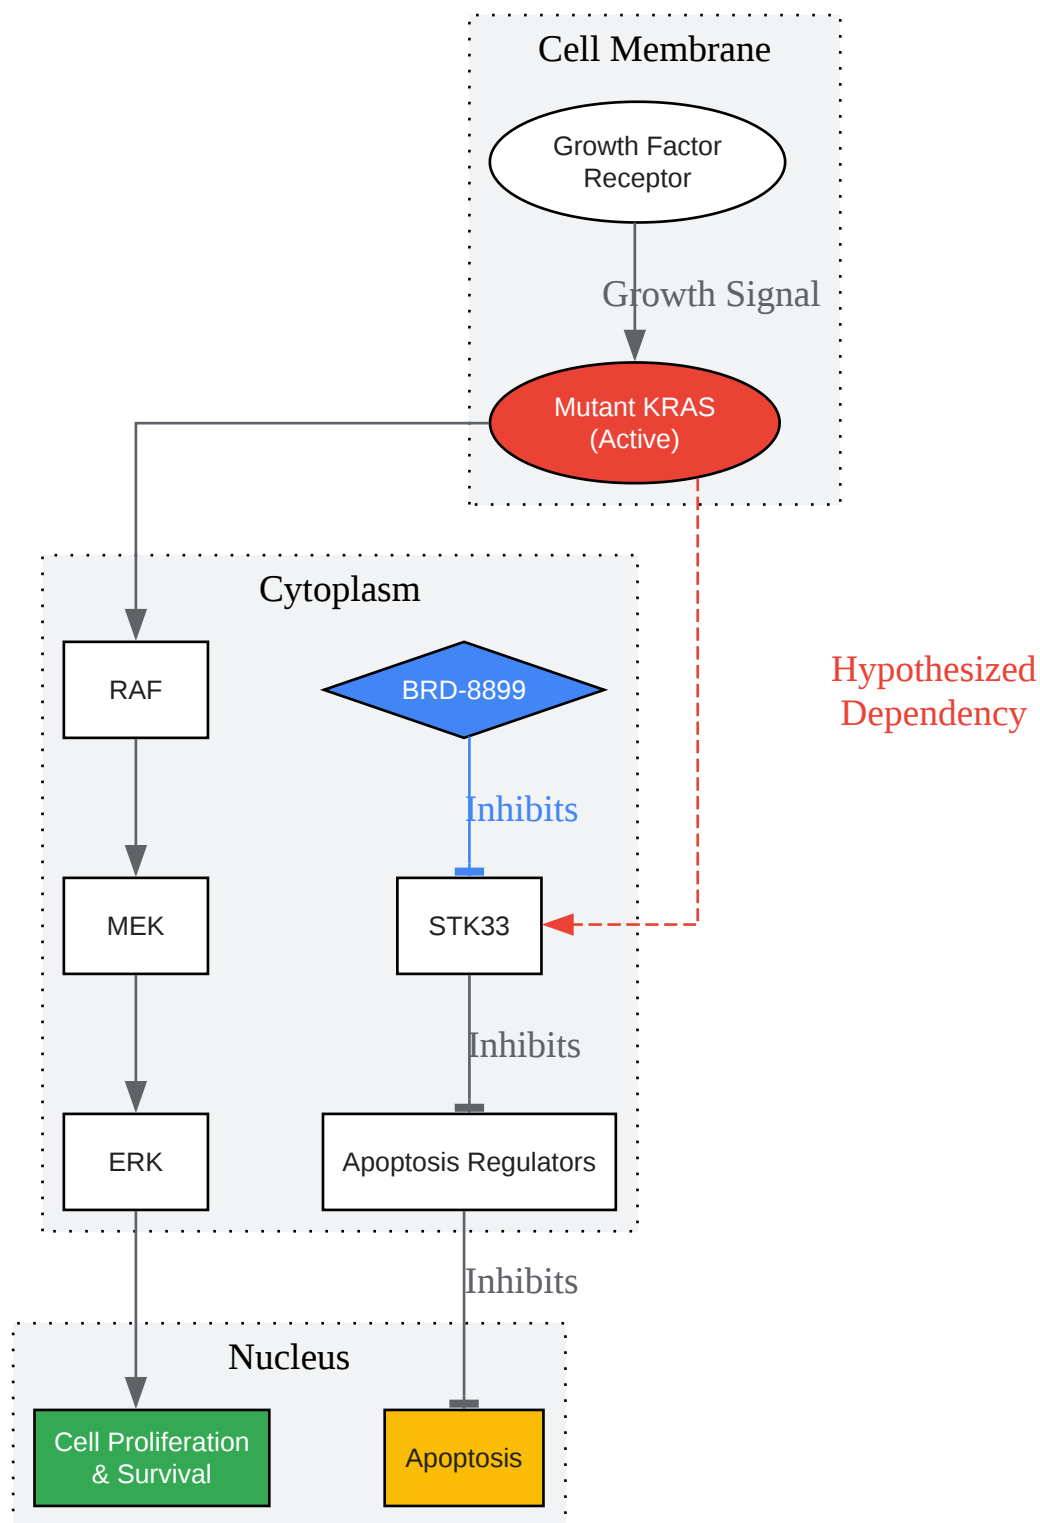 Cell Membrane
Growth Factor
Receptor
Growth Signal
Mutant KRAS
(Active)
Cytoplasm
RAF
BRD-8899
Hypothesized
Dependency
Inhibits
MEK
STK33
Inhibits
ERK
Apoptosis Regulators
Inhibits
Nucleus
Cell Proliferation
& Survival
Apoptosis